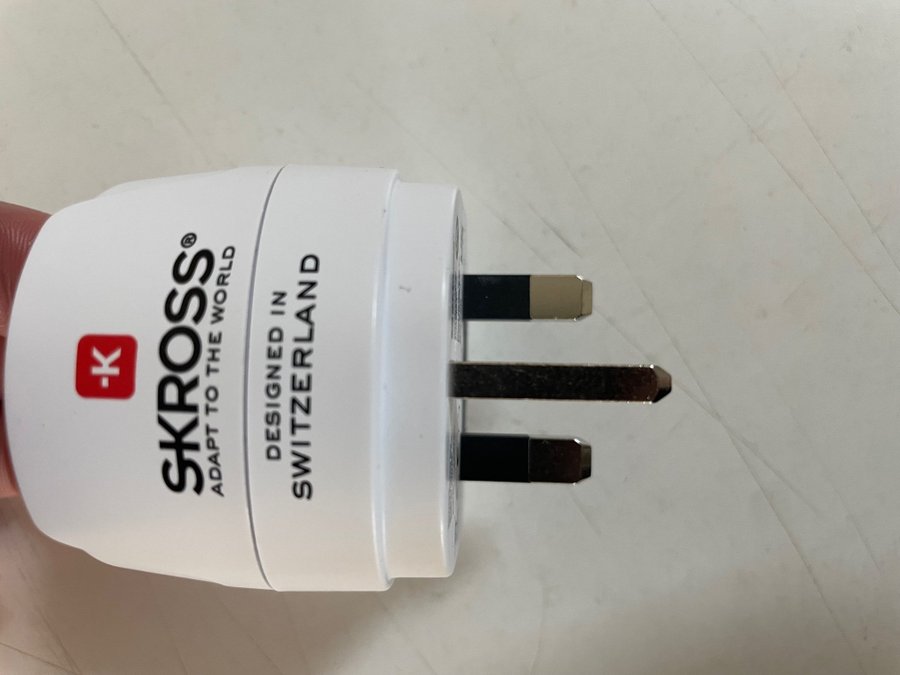 SKROSS®
ADAPT TO THE WORLD
DESIGNED IN
SWITZERLAND